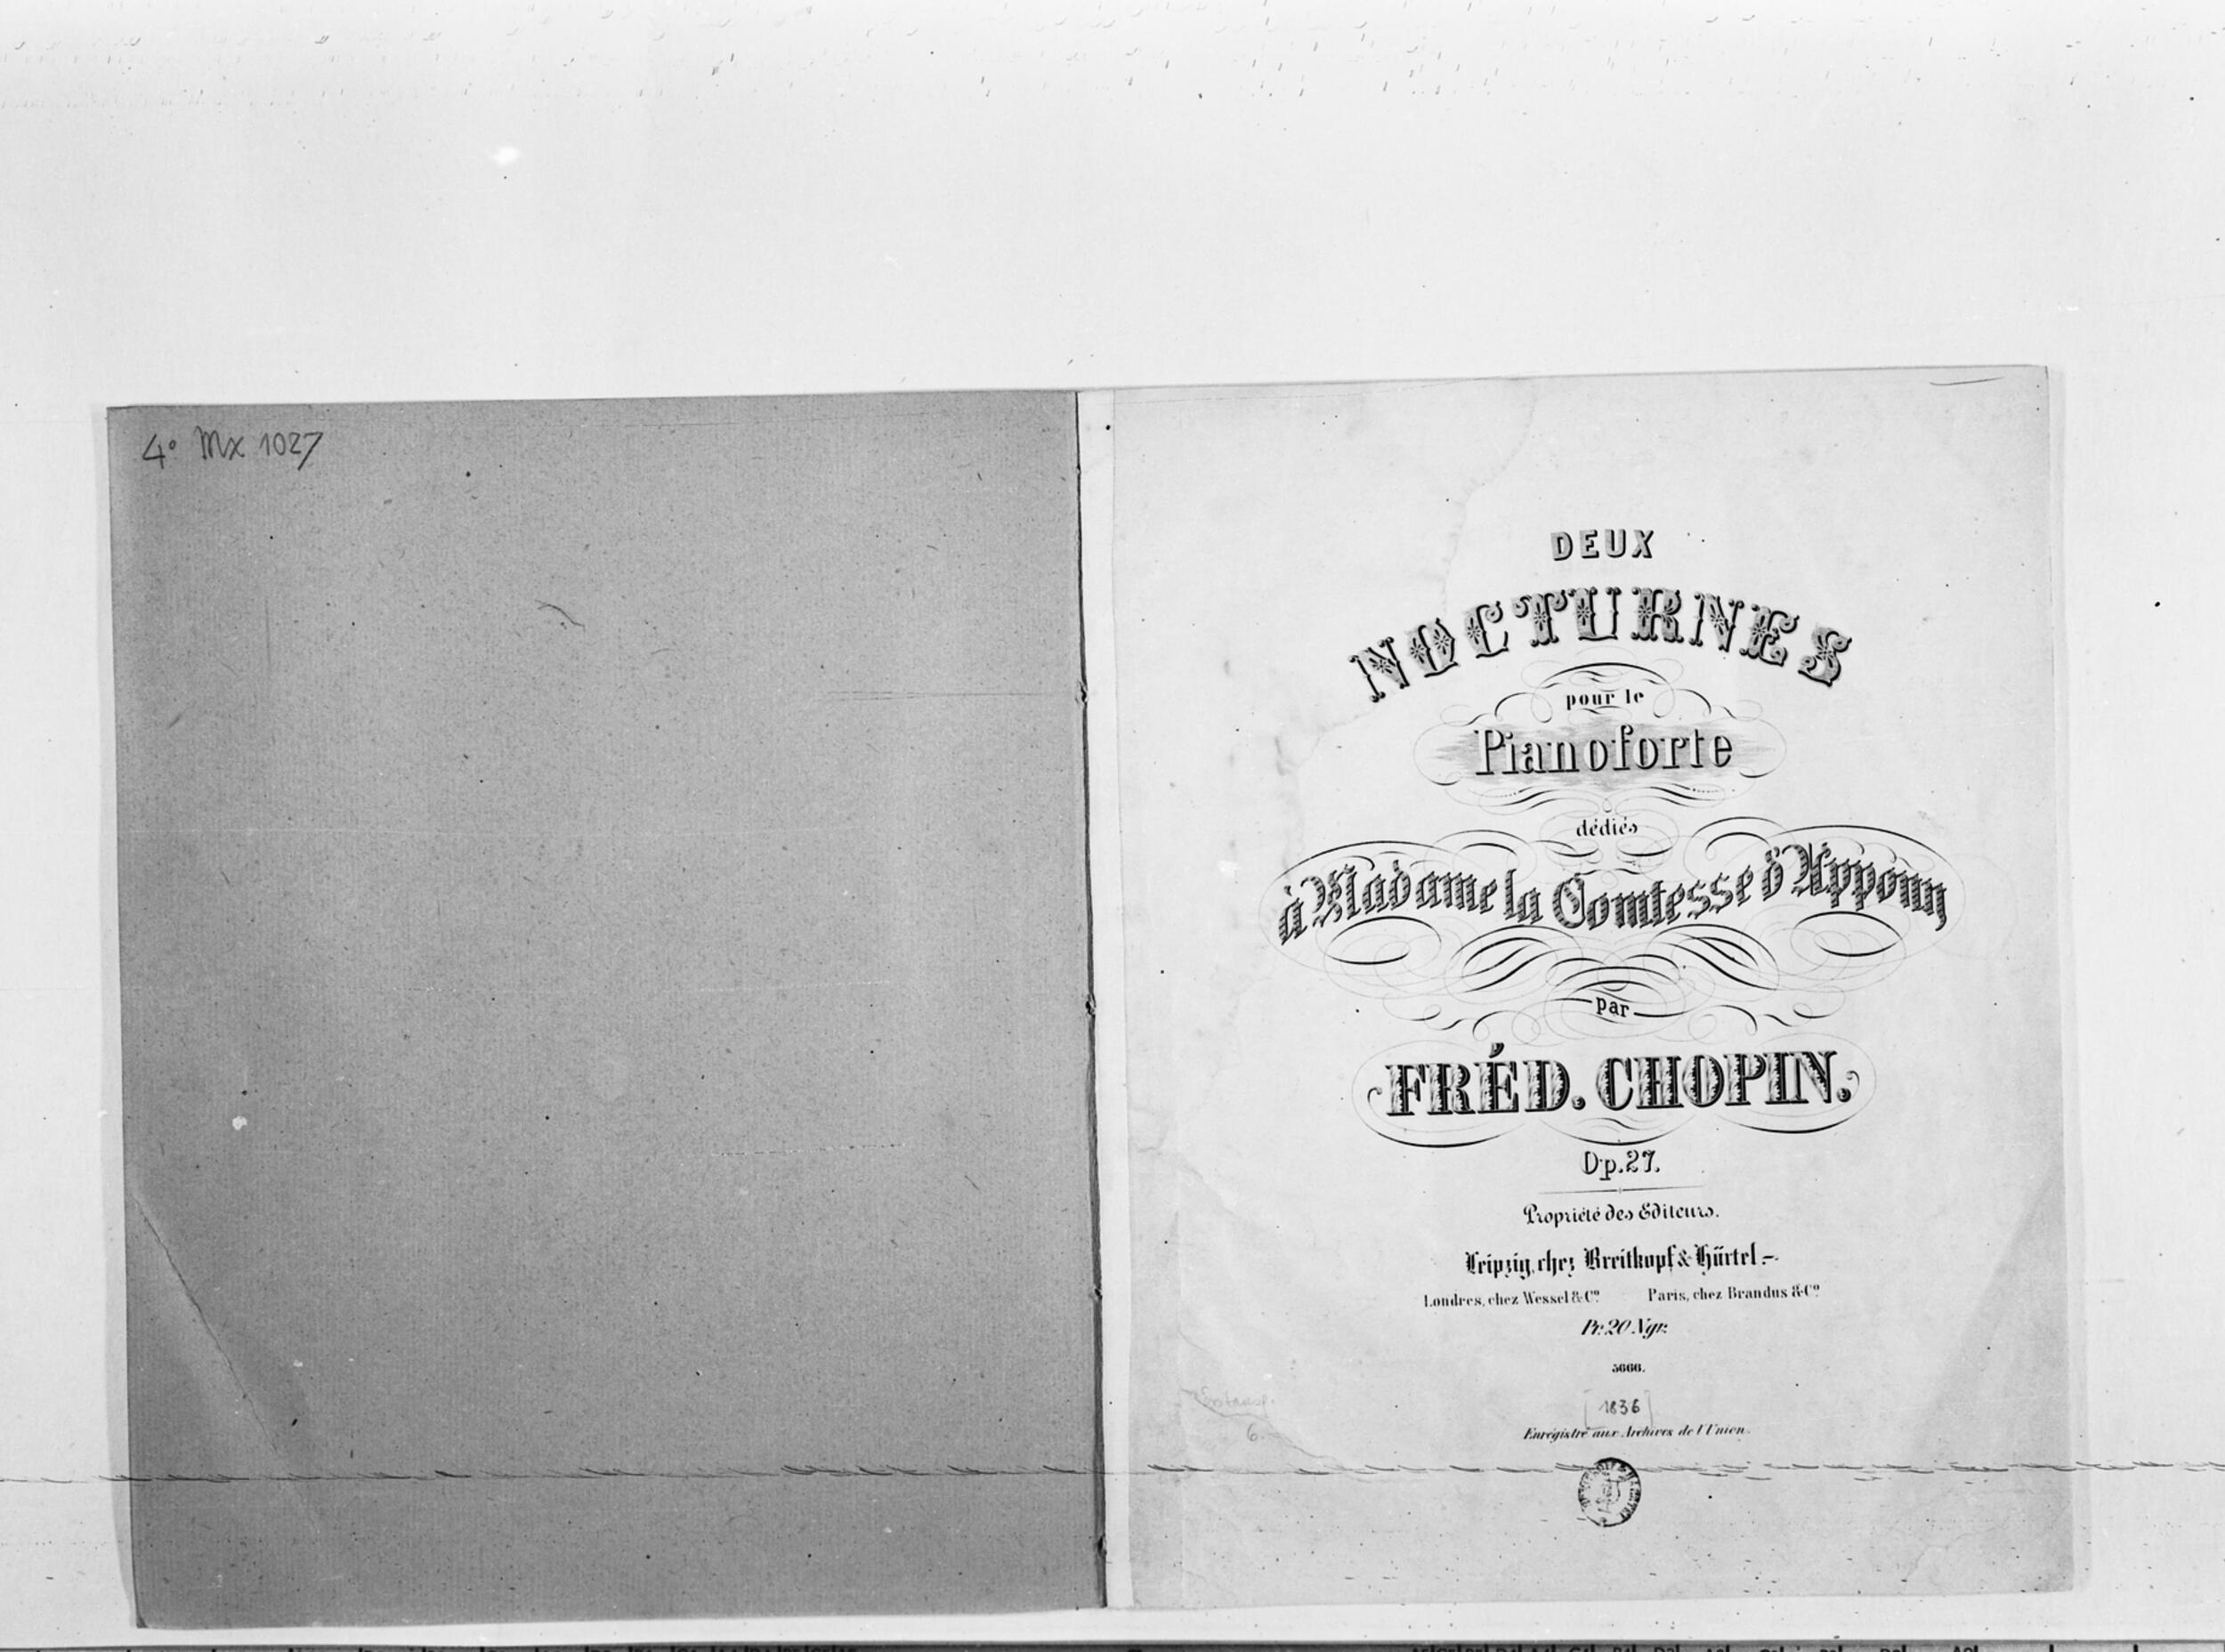 4° Mx 1027
DEUX
NOCTURNES
pour le
Pianoforte
dédiés
à Madame la Comtesse d'Appony
par
FRÉD. CHOPIN.
Op. 27.
Propriété des Editeurs.
Leipzig, chez Breitkopf & Härtel.
Londres, chez Wessel & Co. Paris, chez Brandus & Co.
Pr. 20 Ngr.
5666.
[1836]
Enrégistré aux Archives de l'Union.
6.